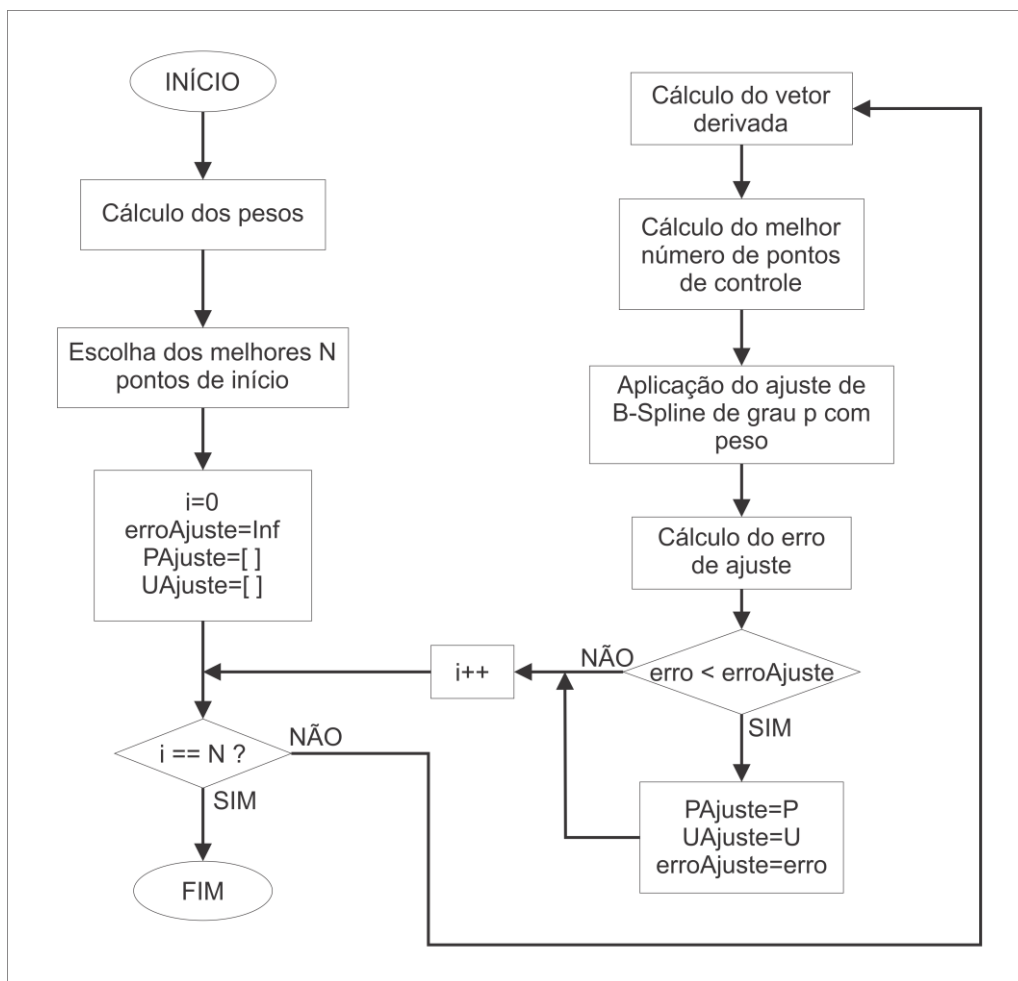 INÍCIO
Cálculo dos pesos
Escolha dos melhores N
pontos de início
i=0
erroAjuste=Inf
PAjuste=[ ]
UAjuste=[ ]
i == N ?
NÃO
SIM
FIM
Cálculo do vetor
derivada
Cálculo do melhor
número de pontos
de controle
Aplicação do ajuste de
B-Spline de grau p com
peso
Cálculo do erro
de ajuste
erro < erroAjuste
NÃO
i++
SIM
PAjuste=P
UAjuste=U
erroAjuste=erro